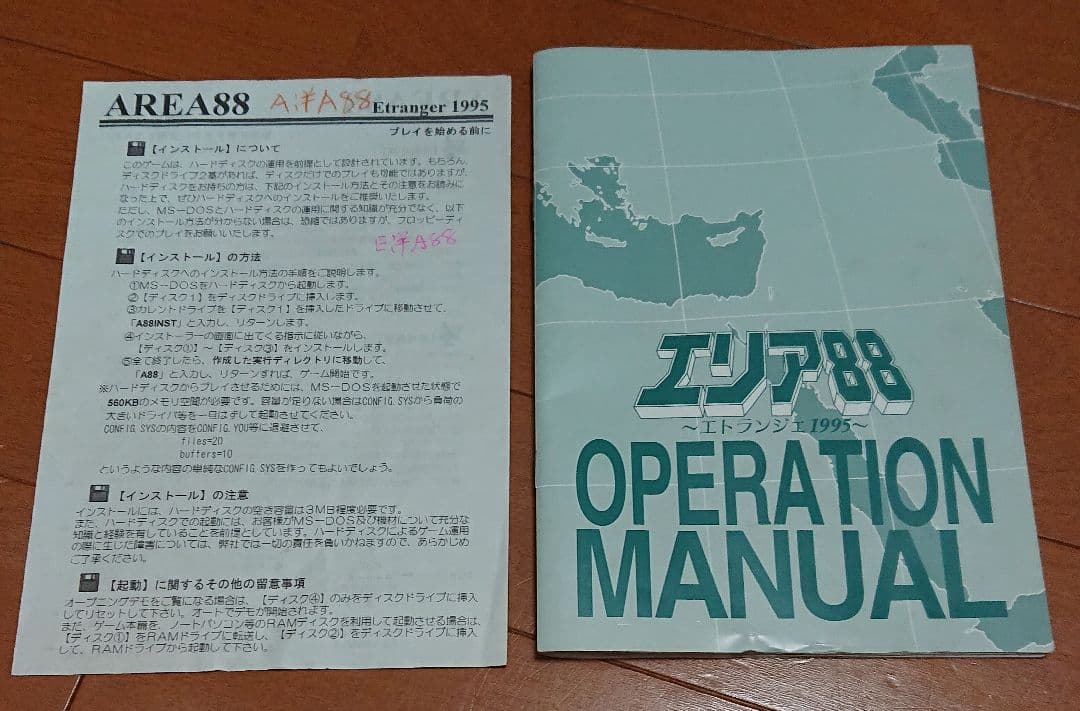 AREA88 A:¥A88 Etranger 1995
プレイを始める前に
【インストール】について
このゲームは、ハードディスクの運用を前提として設計されています。もちろん、
ディスクドライブ2基があれば、ディスクだけでのプレイも可能ではありますが、
ハードディスクをお持ちの方は、下記のインストール方法とその注意をお読みに
なった上で、ぜひハードディスクへのインストールをご推奨いたします。
ただし、MS-DOSとハードディスクの運用に関する知識が充分でなく、以下
のインストール方法が分からない場合は、恐縮ではありますが、フロッピーディ
スクでのプレイをお願いいたします。
E:¥A88
【インストール】の方法
ハードディスクへのインストール方法の手順をご説明します。
①MS-DOSをハードディスクから起動します。
②【ディスク1】をディスクドライブに挿入します。
③カレントドライブを【ディスク1】を挿入したドライブに移動させて、
「A88INST」と入力し、リターンします。
④インストーラーの画面に出てくる指示に従いながら、
【ディスク①】～【ディスク③】をインストールします。
⑤全て終了したら、作成した実行ディレクトリに移動して、
「A88」と入力し、リターンすれば、ゲーム開始です。
※ハードディスクからプレイさせるためには、MS-DOSを起動させた状態で
560KBのメモリ空間が必要です。容量が足りない場合はCONFIG.SYSから負荷の
大きいドライバ等を一旦はずして起動させてください。
CONFIG.SYSの内容をCONFIG.YOU等に退避させて、
files=20
buffers=10
というような内容の単純なCONFIG.SYSを作ってもよいでしょう。
【インストール】の注意
インストールには、ハードディスクの空き容量は3MB程度必要です。
また、ハードディスクでの起動には、お客様がMS-DOS及び機材について充分な
知識と経験を有していることを前提としています。ハードディスクによるゲーム運用
の際に生じた障害については、弊社では一切の責任を負いかねますので、あらかじめ
ご了承ください。
【起動】に関するその他の留意事項
オープニングデモをご覧になる場合は、【ディスク④】のみをディスクドライブに挿入
してリセットして下さい。オートでデモが開始されます。
また、ゲーム本篇を、ノートパソコン等のRAMディスクを利用して起動させる場合は、
【ディスク①】をRAMドライブに転送し、【ディスク②】をディスクドライブに挿入
して、RAMドライブから起動して下さい。
エリア88
～エトランジェ1995～
OPERATION
MANUAL